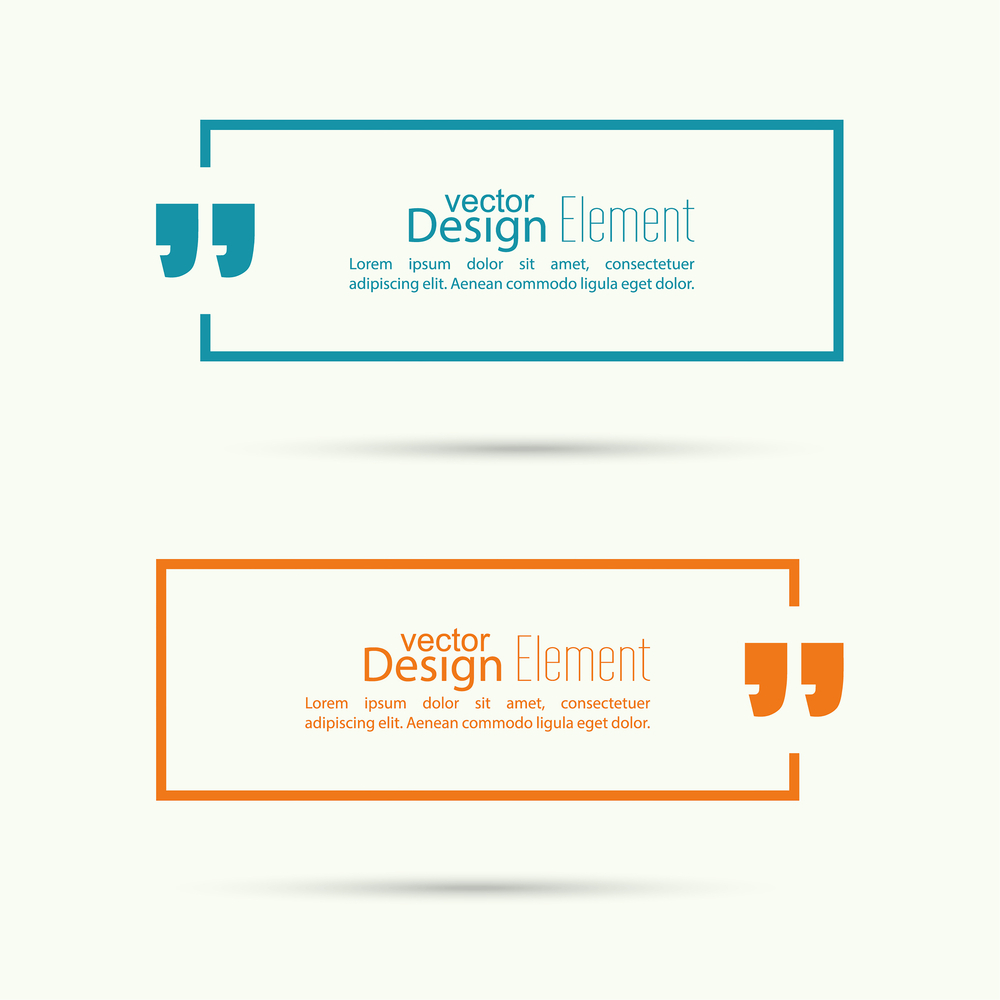 ”
vector
Design Element
Lorem ipsum dolor sit amet, consectetuer
adipiscing elit. Aenean commodo ligula eget dolor.
vector
Design Element
Lorem ipsum dolor sit amet, consectetuer
adipiscing elit. Aenean commodo ligula eget dolor.
”